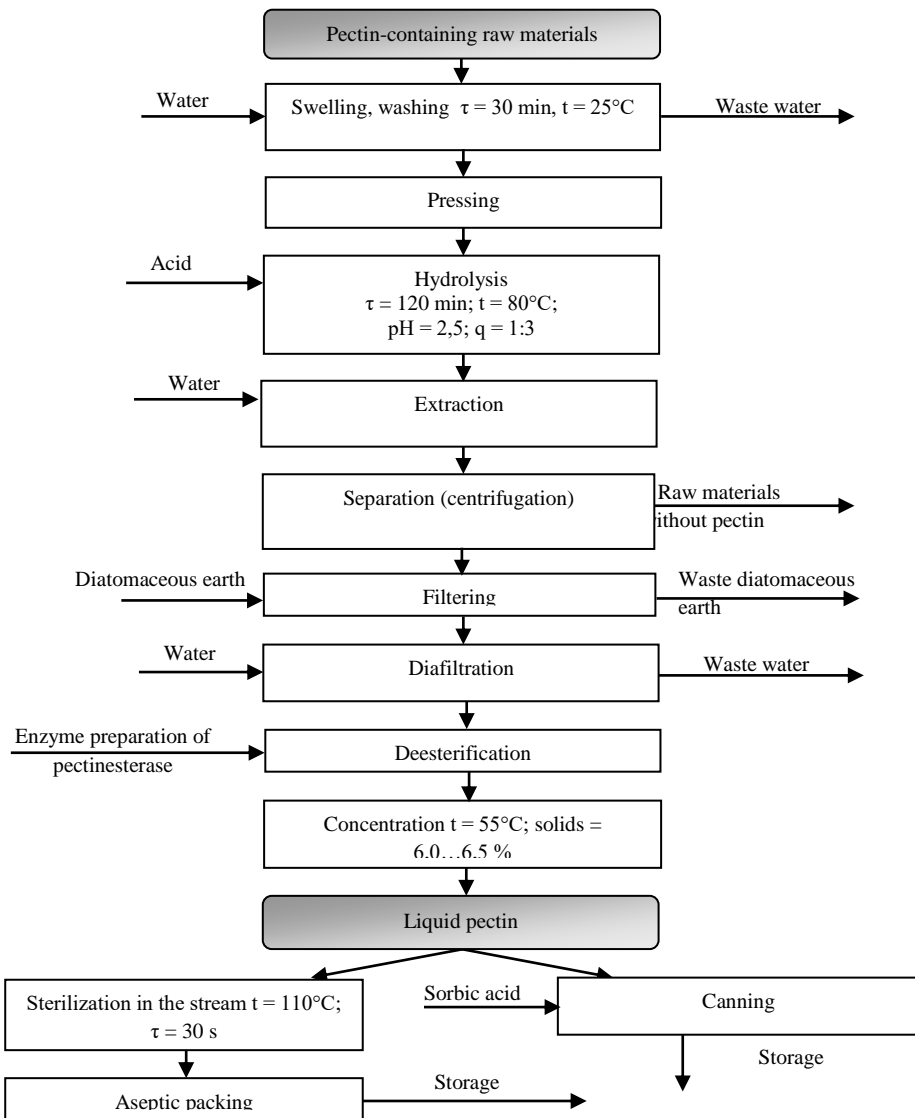 Pectin-containing raw materials
Water
Swelling, washing τ = 30 min, t = 25°C
Waste water
Pressing
Acid
Hydrolysis
τ = 120 min; t = 80°C;
pH = 2,5; q = 1:3
Water
Extraction
Separation (centrifugation)
Raw materials
without pectin
Diatomaceous earth
Filtering
Waste diatomaceous
earth
Water
Diafiltration
Waste water
Enzyme preparation of
pectinesterase
Deesterification
Concentration t = 55°C; solids =
6,0…6,5 %
Liquid pectin
Sterilization in the stream t = 110°C;
τ = 30 s
Sorbic acid
Canning
Storage
Aseptic packing
Storage